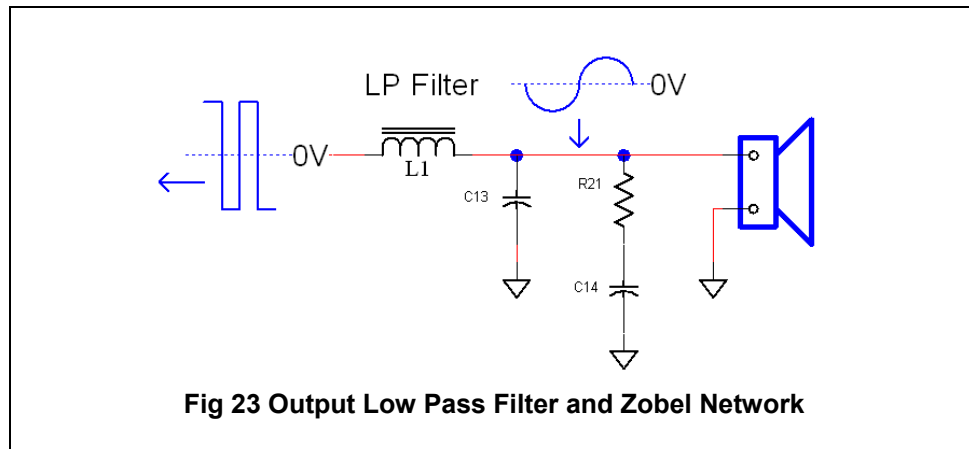 LP Filter
0V
0V
L1
C13
R21
C14
Fig 23 Output Low Pass Filter and Zobel Network